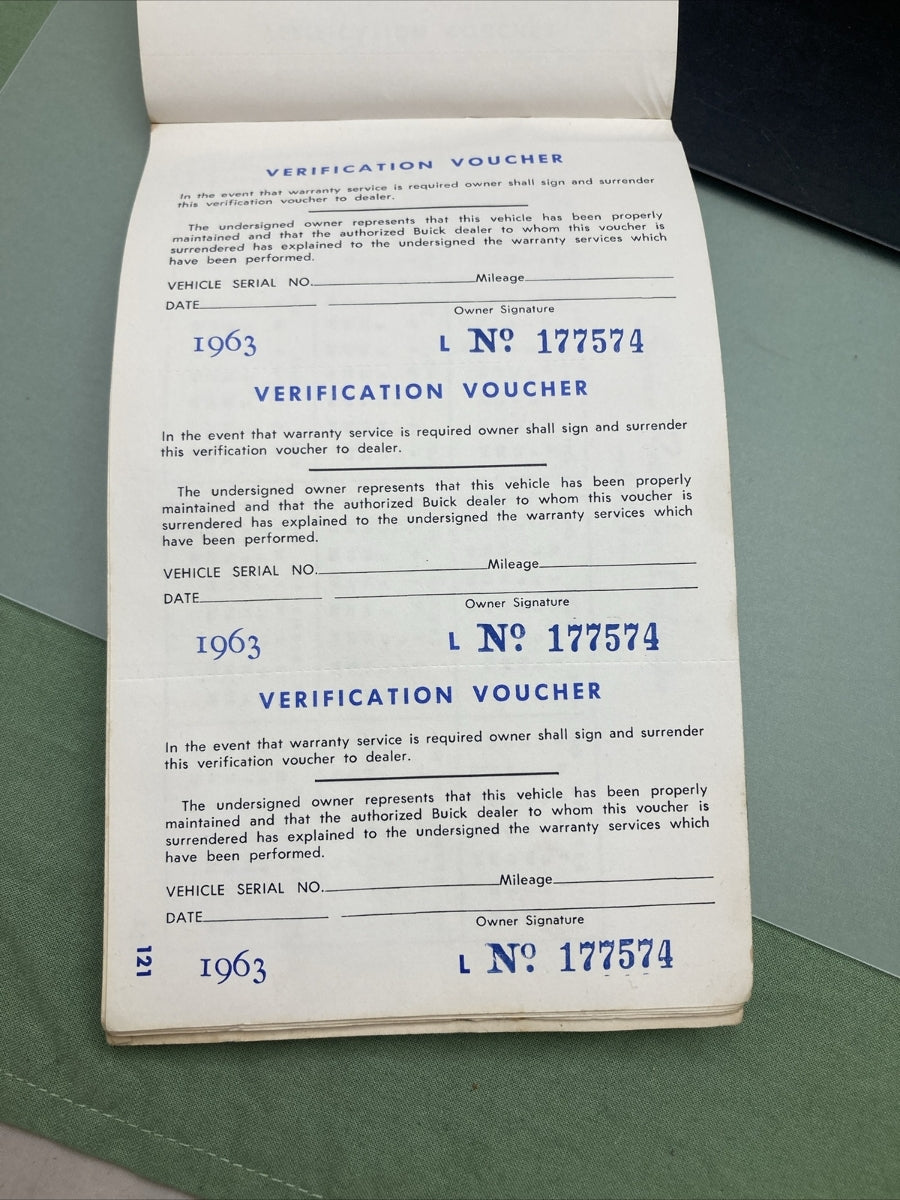 VERIFICATION VOUCHER
In the event that warranty service is required owner shall sign and surrender
this verification voucher to dealer.
The undersigned owner represents that this vehicle has been properly
maintained and that the authorized Buick dealer to whom this voucher is
surrendered has explained to the undersigned the warranty services which
have been performed.
VEHICLE SERIAL NO. Mileage
DATE
Owner Signature
1963 L Nº 177574
VERIFICATION VOUCHER
In the event that warranty service is required owner shall sign and surrender
this verification voucher to dealer.
The undersigned owner represents that this vehicle has been properly
maintained and that the authorized Buick dealer to whom this voucher is
surrendered has explained to the undersigned the warranty services which
have been performed.
VEHICLE SERIAL NO. Mileage
DATE
Owner Signature
1963 L Nº 177574
VERIFICATION VOUCHER
In the event that warranty service is required owner shall sign and surrender
this verification voucher to dealer.
The undersigned owner represents that this vehicle has been properly
maintained and that the authorized Buick dealer to whom this voucher is
surrendered has explained to the undersigned the warranty services which
have been performed.
VEHICLE SERIAL NO. Mileage
DATE
Owner Signature
121
1963 L Nº 177574